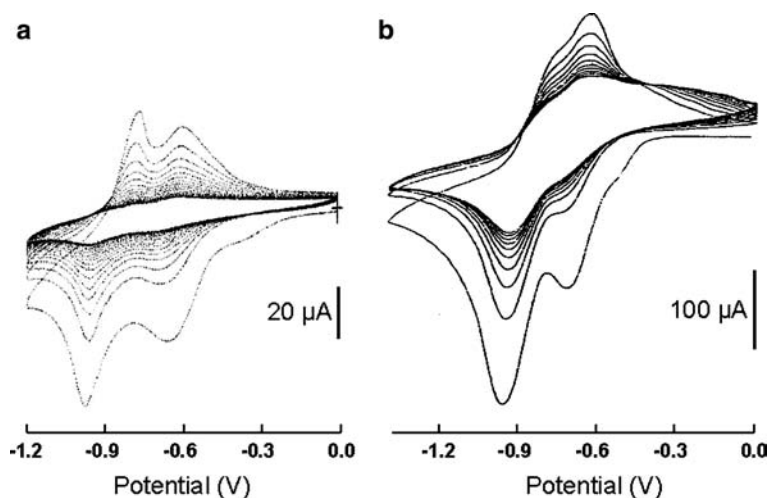 a
b
20 µA
100 µA
-1.2 -0.9 -0.6 -0.3 0.0
-1.2 -0.9 -0.6 -0.3 0.0
Potential (V)
Potential (V)